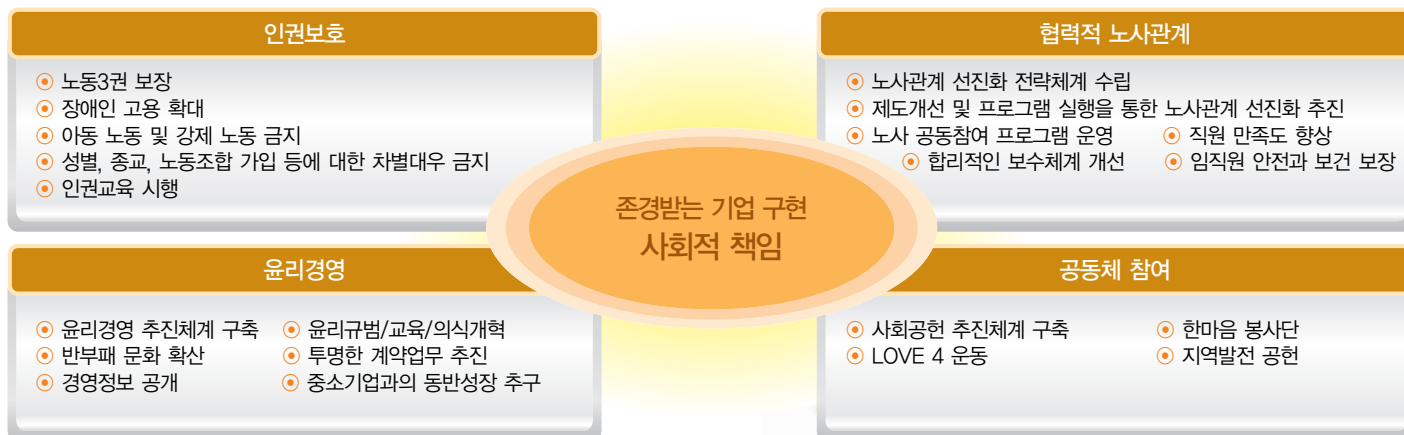 인권보호
노동3권 보장
장애인 고용 확대
아동 노동 및 강제 노동 금지
성별, 종교, 노동조합 가입 등에 대한 차별대우 금지
인권교육 시행
협력적 노사관계
노사관계 선진화 전략체계 수립
제도개선 및 프로그램 실행을 통한 노사관계 선진화 추진
노사 공동참여 프로그램 운영 직원 만족도 향상
합리적인 보수체계 개선 임직원 안전과 보건 보장
존경받는 기업 구현
사회적 책임
윤리경영
윤리경영 추진체계 구축 윤리규범/교육/의식개혁
반부패 문화 확산 투명한 계약업무 추진
경영정보 공개 중소기업과의 동반성장 추구
공동체 참여
사회공헌 추진체계 구축 한마음 봉사단
LOVE 4 운동 지역발전 공헌